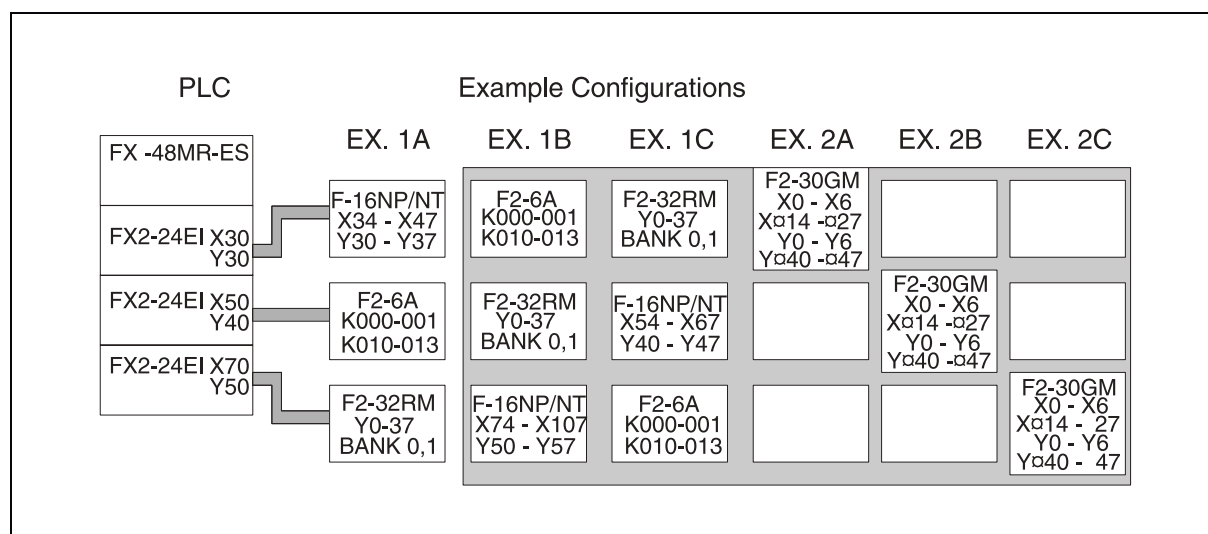 PLC
Example Configurations
EX. 1A
EX. 1B
EX. 1C
EX. 2A
EX. 2B
EX. 2C
FX -48MR-ES
FX2-24EI X30
Y30
FX2-24EI X50
Y40
FX2-24EI X70
Y50
F-16NP/NT
X34 - X47
Y30 - Y37
F2-6A
K000-001
K010-013
F2-32RM
Y0-37
BANK 0,1
F2-6A
K000-001
K010-013
F2-32RM
Y0-37
BANK 0,1
F-16NP/NT
X74 - X107
Y50 - Y57
F2-32RM
Y0-37
BANK 0,1
F-16NP/NT
X54 - X67
Y40 - Y47
F2-6A
K000-001
K010-013
F2-30GM
X0 - X6
X¤14 -¤27
Y0 - Y6
Y¤40 -¤47
F2-30GM
X0 - X6
X¤14 -¤27
Y0 - Y6
Y¤40 -¤47
F2-30GM
X0 - X6
X¤14 - 27
Y0 - Y6
Y¤40 - 47